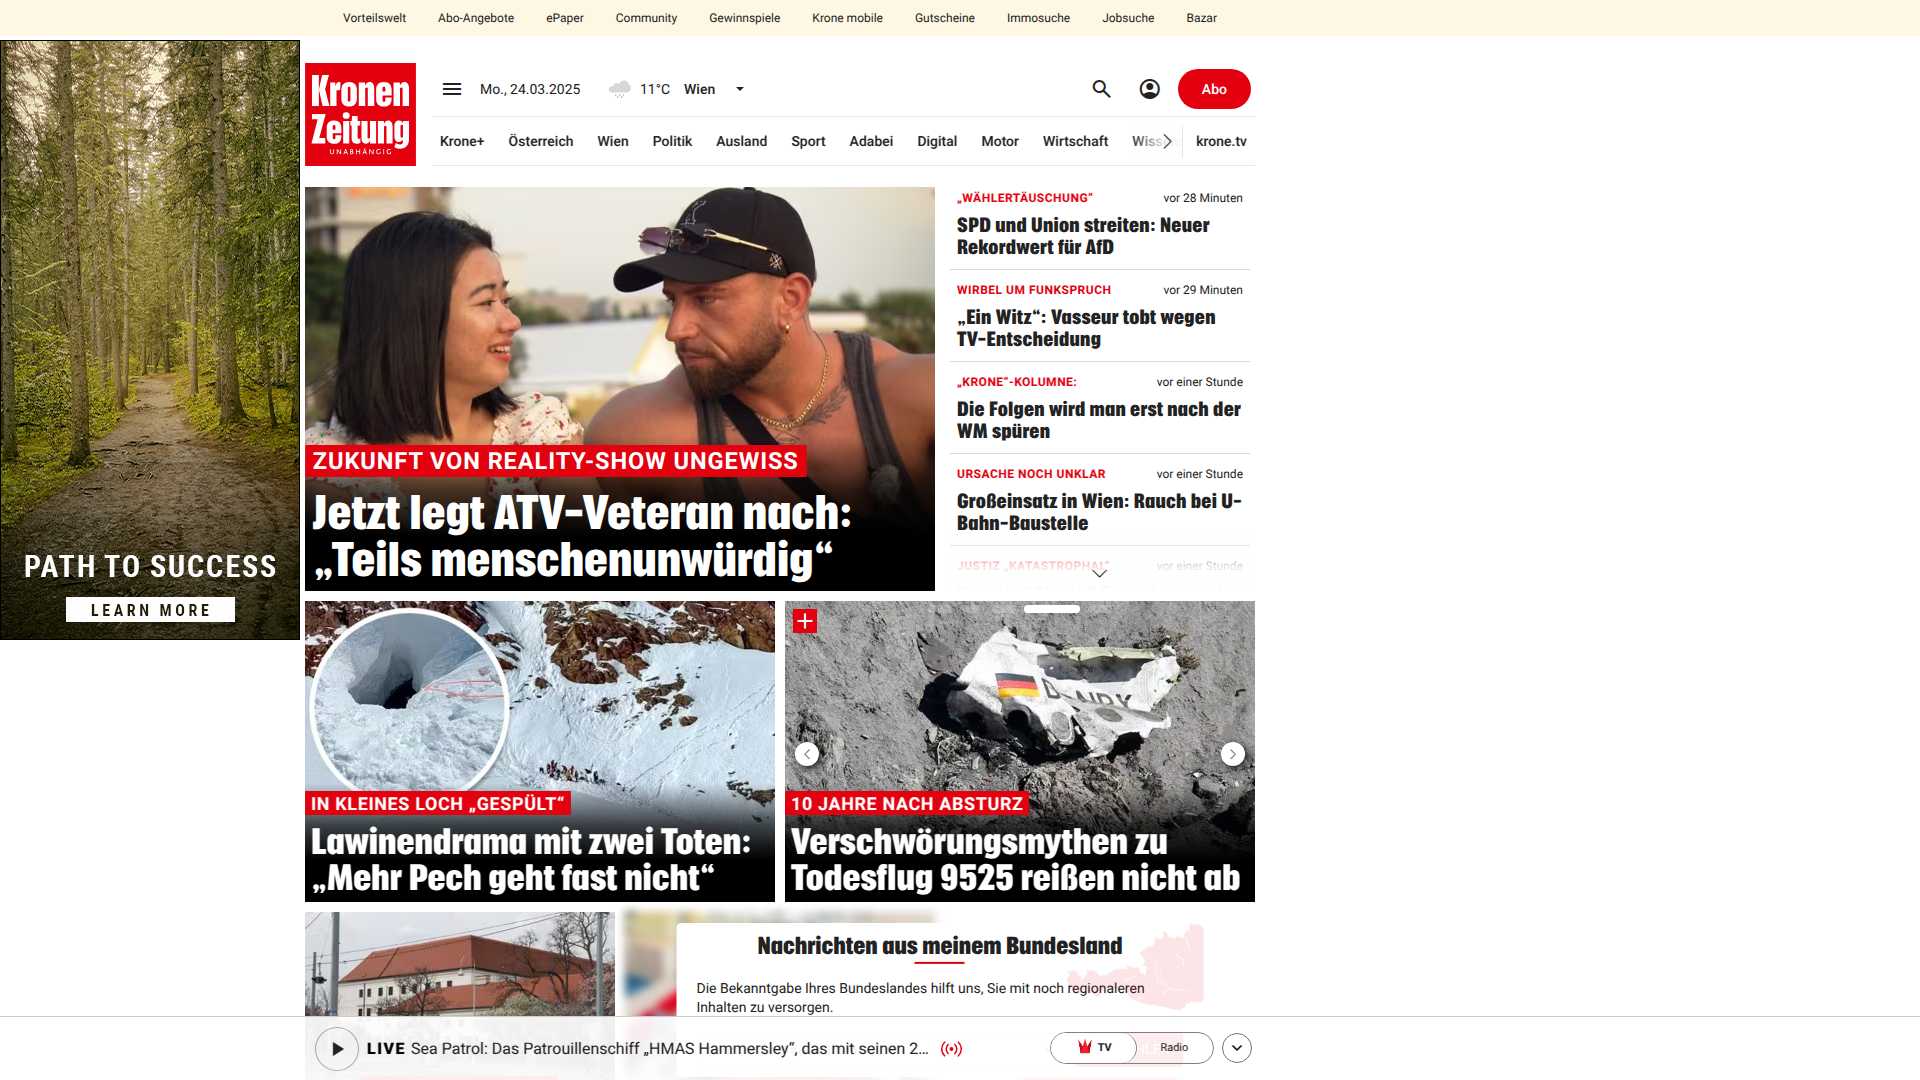 Vorteilswelt Abo-Angebote ePaper Community Gewinnspiele Krone mobile Gutscheine Immosuche Jobsuche Bazar
Kronen
Zeitung
UNABHÄNGIG
Mo., 24.03.2025 11°C Wien
Abo
Krone+ Österreich Wien Politik Ausland Sport Adabei Digital Motor Wirtschaft krone.tv
PATH TO SUCCESS
LEARN MORE
ZUKUNFT VON REALITY-SHOW UNGEWISS
Jetzt legt ATV-Veteran nach:
„Teils menschenunwürdig“
„WÄHLERTÄUSCHUNG“ vor 28 Minuten
SPD und Union streiten: Neuer
Rekordwert für AfD
WIRBEL UM FUNKSPRUCH vor 29 Minuten
„Ein Witz“: Vasseur tobt wegen
TV-Entscheidung
„KRONE“-KOLUMNE: vor einer Stunde
Die Folgen wird man erst nach der
WM spüren
URSACHE NOCH UNKLAR vor einer Stunde
Großeinsatz in Wien: Rauch bei U-
Bahn-Baustelle
JUSTIZ „KATASTROPHAL“ vor einer Stunde
IN KLEINES LOCH „GESPÜLT“
Lawinendrama mit zwei Toten:
„Mehr Pech geht fast nicht“
10 JAHRE NACH ABSTURZ
Verschwörungsmythen zu
Todesflug 9525 reißen nicht ab
Nachrichten aus meinem Bundesland
Die Bekanntgabe Ihres Bundeslandes hilft uns, Sie mit noch regionaleren
Inhalten zu versorgen.
LIVE Sea Patrol: Das Patrouillenschiff „HMAS Hammersley“, das mit seinen 2...
TV Radio